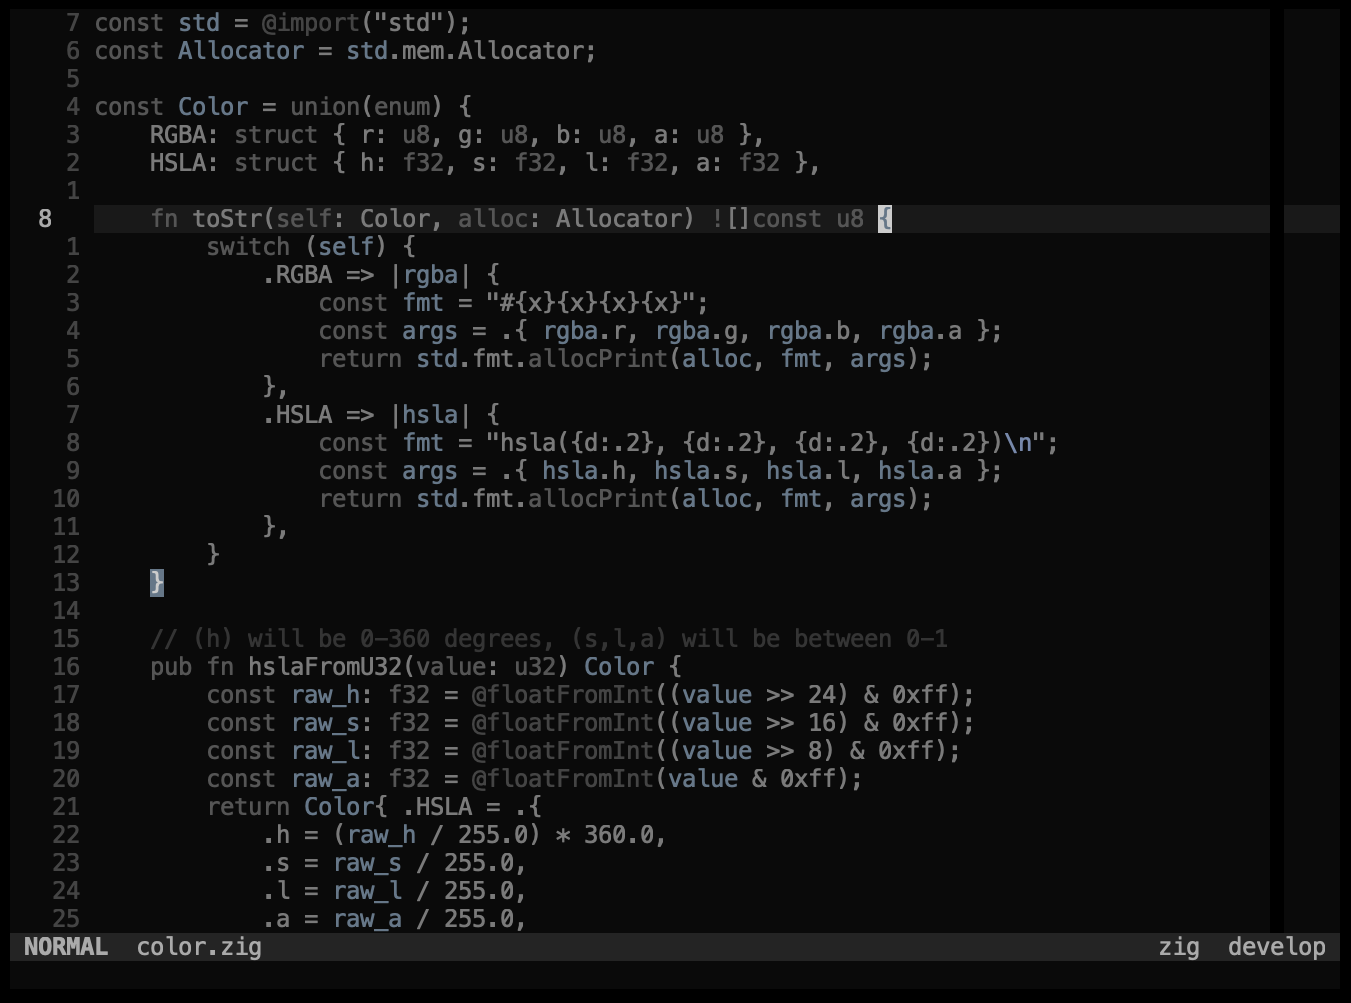 7 const std = @import("std");
6 const Allocator = std.mem.Allocator;
5
4 const Color = union(enum) {
3     RGBA: struct { r: u8, g: u8, b: u8, a: u8 },
2     HSLA: struct { h: f32, s: f32, l: f32, a: f32 },
1
8     fn toStr(self: Color, alloc: Allocator) ![]const u8 {
1         switch (self) {
2             .RGBA => |rgba| {
3                 const fmt = "#{x}{x}{x}{x}";
4                 const args = .{ rgba.r, rgba.g, rgba.b, rgba.a };
5                 return std.fmt.allocPrint(alloc, fmt, args);
6             },
7             .HSLA => |hsla| {
8                 const fmt = "hsla({d:.2}, {d:.2}, {d:.2}, {d:.2})\n";
9                 const args = .{ hsla.h, hsla.s, hsla.l, hsla.a };
10                 return std.fmt.allocPrint(alloc, fmt, args);
11             },
12         }
13     }
14
15     // (h) will be 0-360 degrees, (s,l,a) will be between 0-1
16     pub fn hslaFromU32(value: u32) Color {
17         const raw_h: f32 = @floatFromInt((value >> 24) & 0xff);
18         const raw_s: f32 = @floatFromInt((value >> 16) & 0xff);
19         const raw_l: f32 = @floatFromInt((value >> 8) & 0xff);
20         const raw_a: f32 = @floatFromInt(value & 0xff);
21         return Color{ .HSLA = .{
22             .h = (raw_h / 255.0) * 360.0,
23             .s = raw_s / 255.0,
24             .l = raw_l / 255.0,
25             .a = raw_a / 255.0,
NORMAL color.zig zig develop